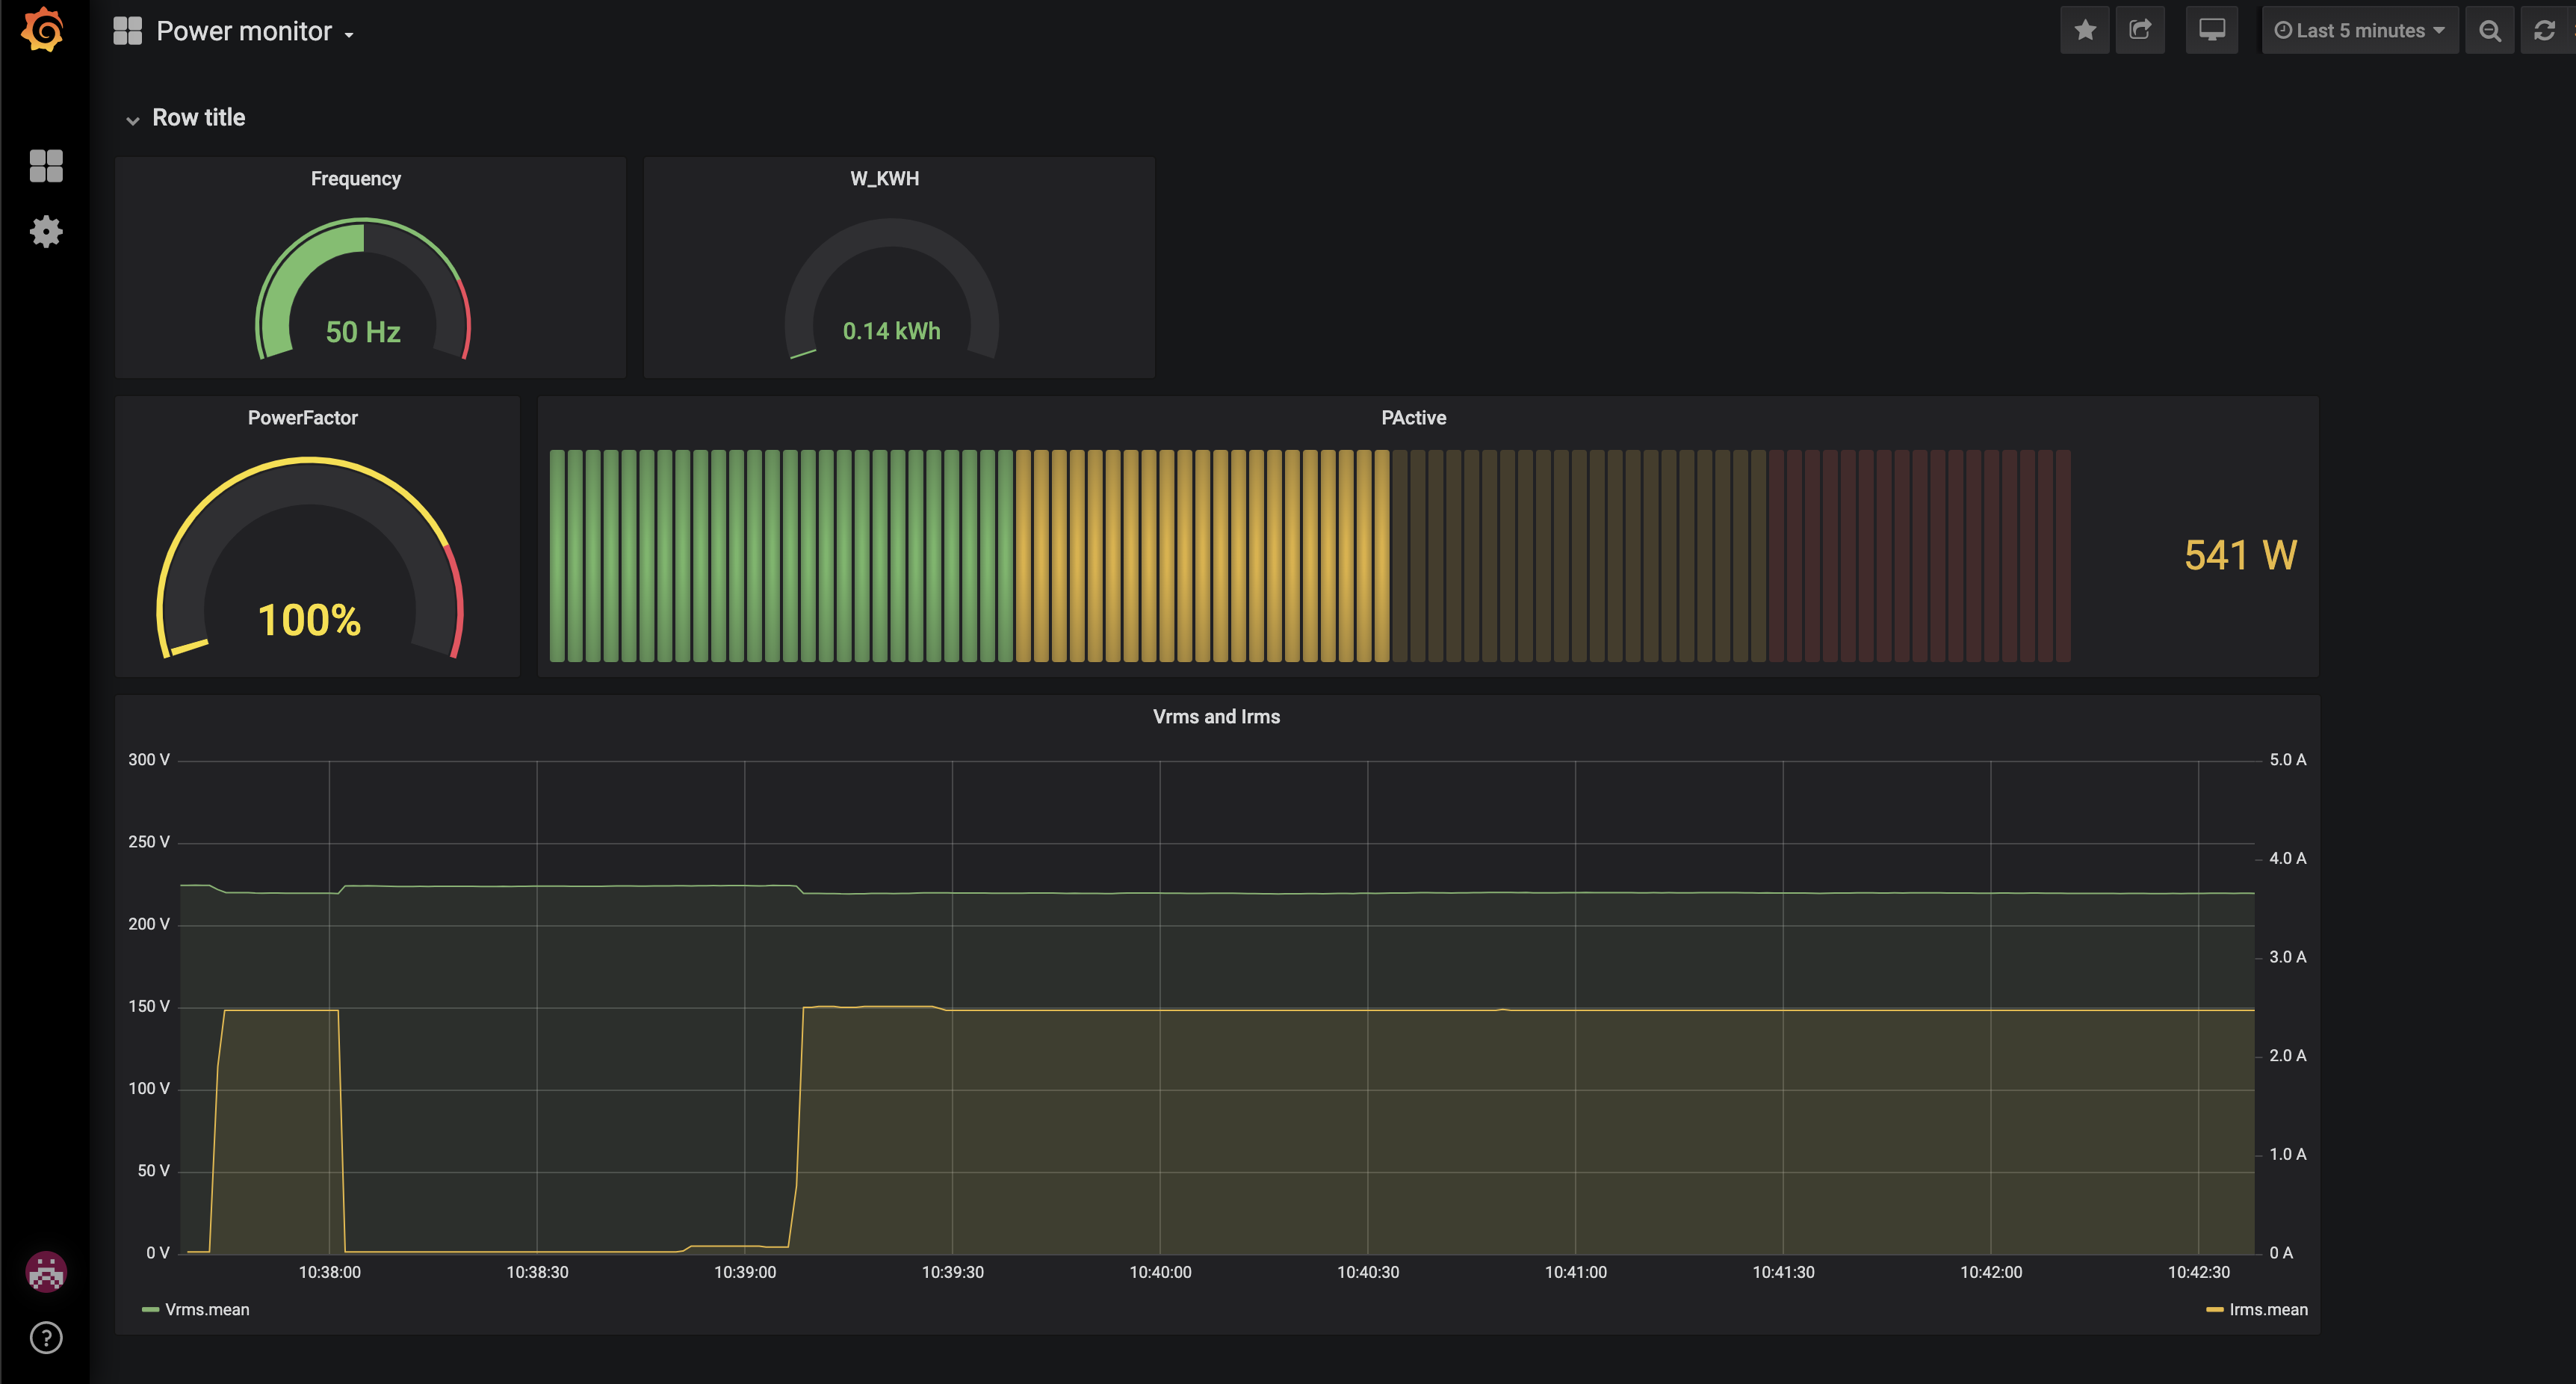 Power monitor
Last 5 minutes
Row title
Frequency
W_KWH
50 Hz
0.14 kWh
PowerFactor
PActive
100%
541 W
Vrms and Irms
300 V
250 V
200 V
150 V
100 V
50 V
0 V
5.0 A
4.0 A
3.0 A
2.0 A
1.0 A
0 A
10:38:00 10:38:30 10:39:00 10:39:30 10:40:00 10:40:30 10:41:00 10:41:30 10:42:00 10:42:30
Vrms.mean
Irms.mean
?